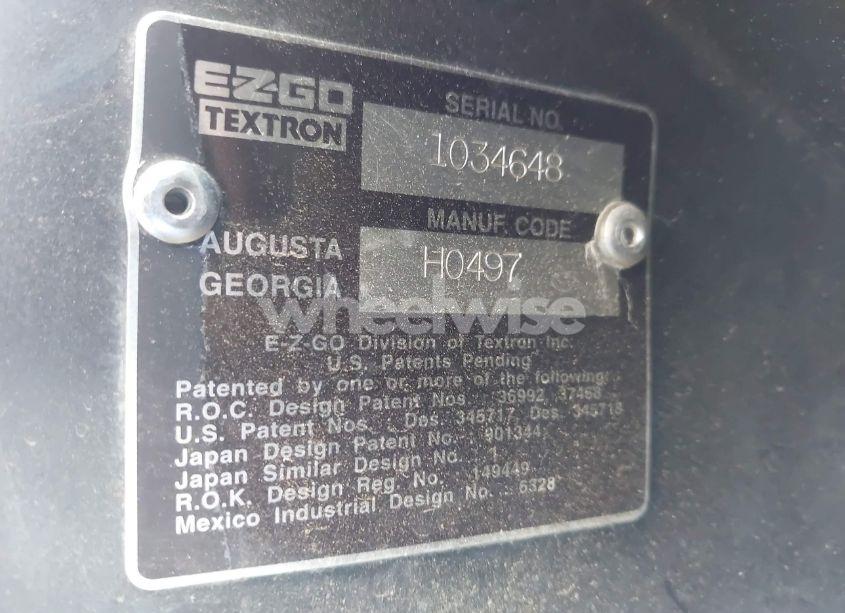 E-Z-GO
TEXTRON
SERIAL NO.
1034648
MANUF. CODE
H0497
AUGUSTA
GEORGIA
wheelwise
E-Z-GO Division of Textron Inc.
U.S. Patents Pending
Patented by one or more of the following:
R.O.C. Design Patent Nos. 36992 37468
U.S. Patent Nos. : Des. 345717 Des. 345718
Japan Design Patent No. 901344
Japan Similar Design No. 1
R.O.K. Design Reg. No. 149449
Mexico Industrial Design No. 6328